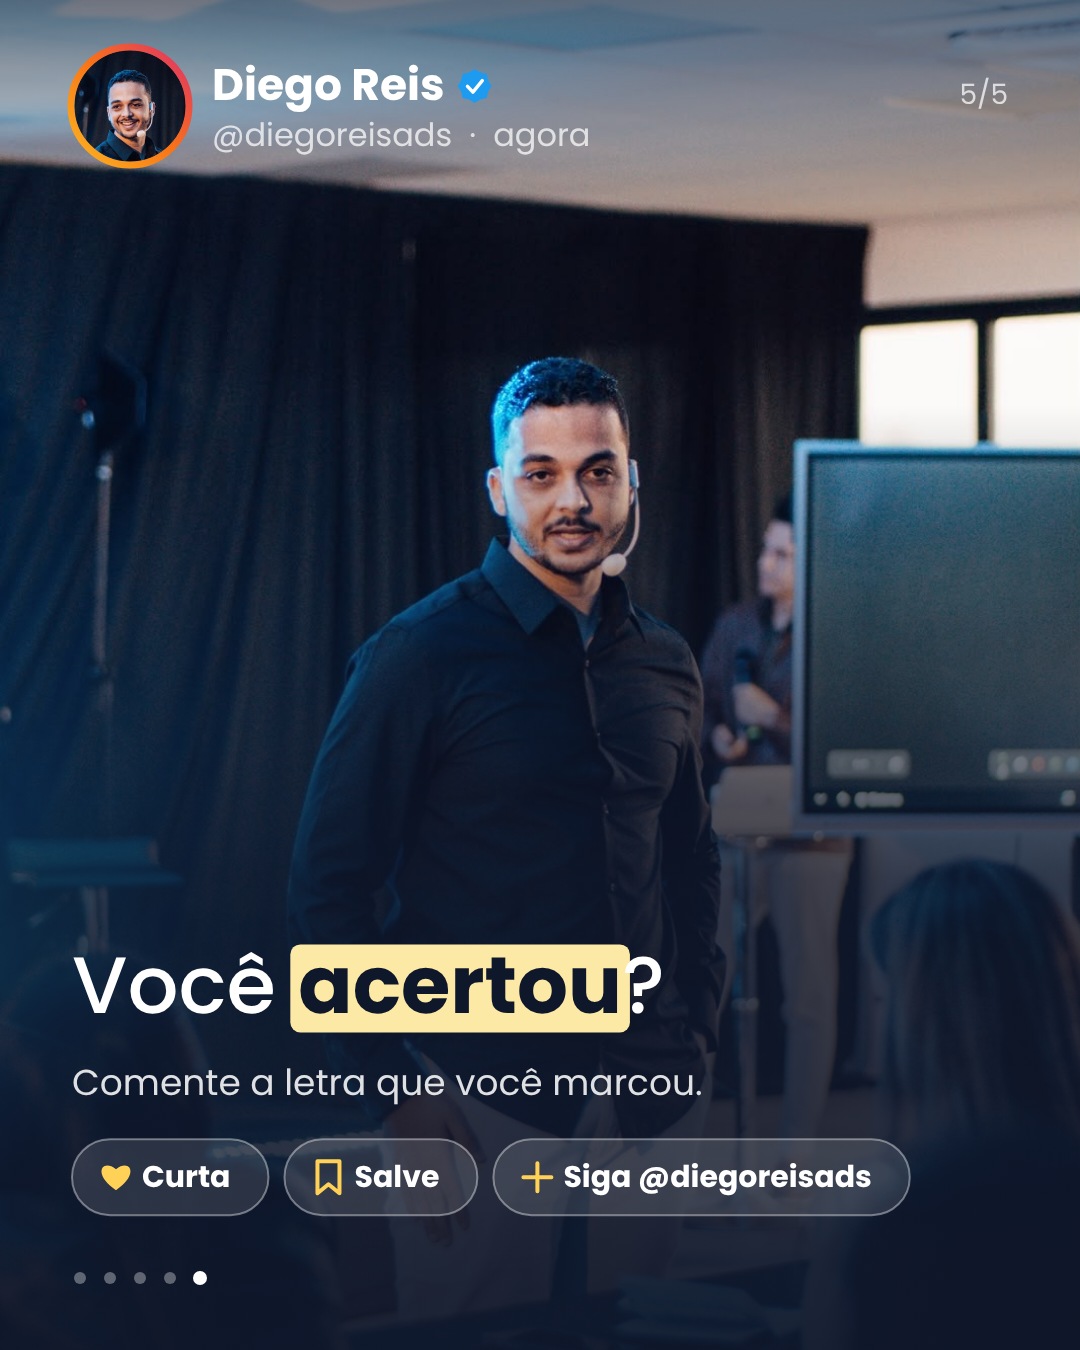 Diego Reis
@diegoreisads · agora
5/5
Você acertou?
Comente a letra que você marcou.
Curta
Salve
Siga @diegoreisads